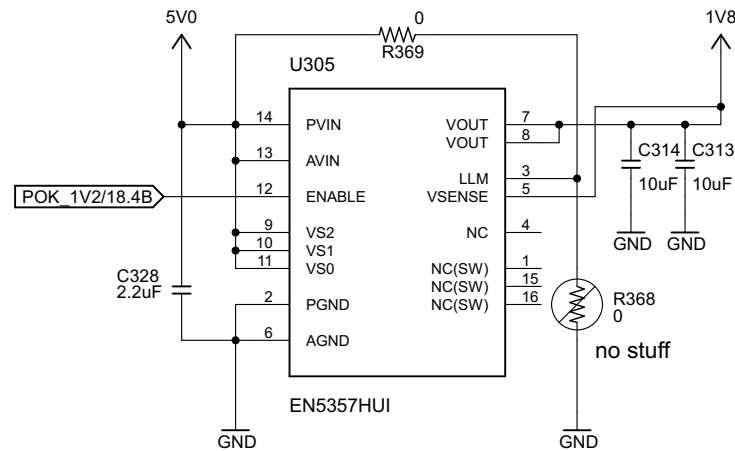 5V0
0
1V8
R369
U305
14 PVIN VOUT 7
VOUT 8
C314 C313
13 AVIN
LLM 3
10uF 10uF
POK_1V2/18.4B 12 ENABLE VSENSE 5
9 VS2 NC 4
10 VS1
GND GND
11 VS0 NC(SW) 1
C328
2.2uF
NC(SW) 15
2 PGND NC(SW) 16
R368
0
6 AGND
no stuff
EN5357HUI
GND GND